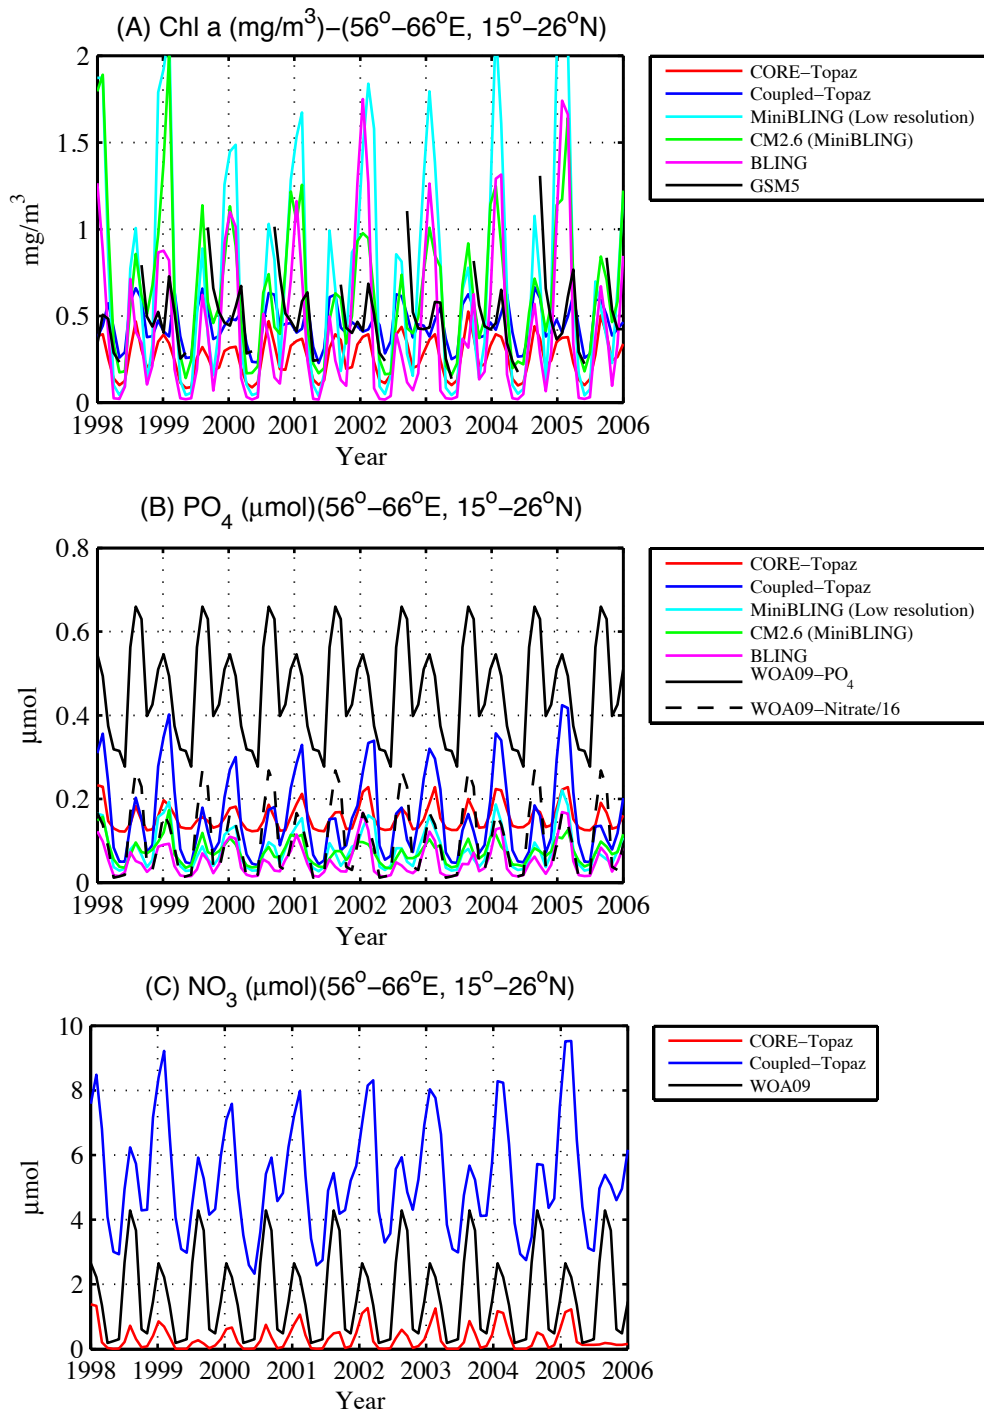 (A) Chl a (mg/m³)−(56°−66°E, 15°−26°N)
mg/m³
2
1.5
1
0.5
0
1998 1999 2000 2001 2002 2003 2004 2005 2006
Year
CORE−Topaz
Coupled−Topaz
MiniBLING (Low resolution)
CM2.6 (MiniBLING)
BLING
GSM5
(B) PO₄ (μmol)(56°−66°E, 15°−26°N)
μmol
0.8
0.6
0.4
0.2
0
1998 1999 2000 2001 2002 2003 2004 2005 2006
Year
CORE−Topaz
Coupled−Topaz
MiniBLING (Low resolution)
CM2.6 (MiniBLING)
BLING
WOA09−PO₄
WOA09−Nitrate/16
(C) NO₃ (μmol)(56°−66°E, 15°−26°N)
μmol
10
8
6
4
2
0
1998 1999 2000 2001 2002 2003 2004 2005 2006
Year
CORE−Topaz
Coupled−Topaz
WOA09